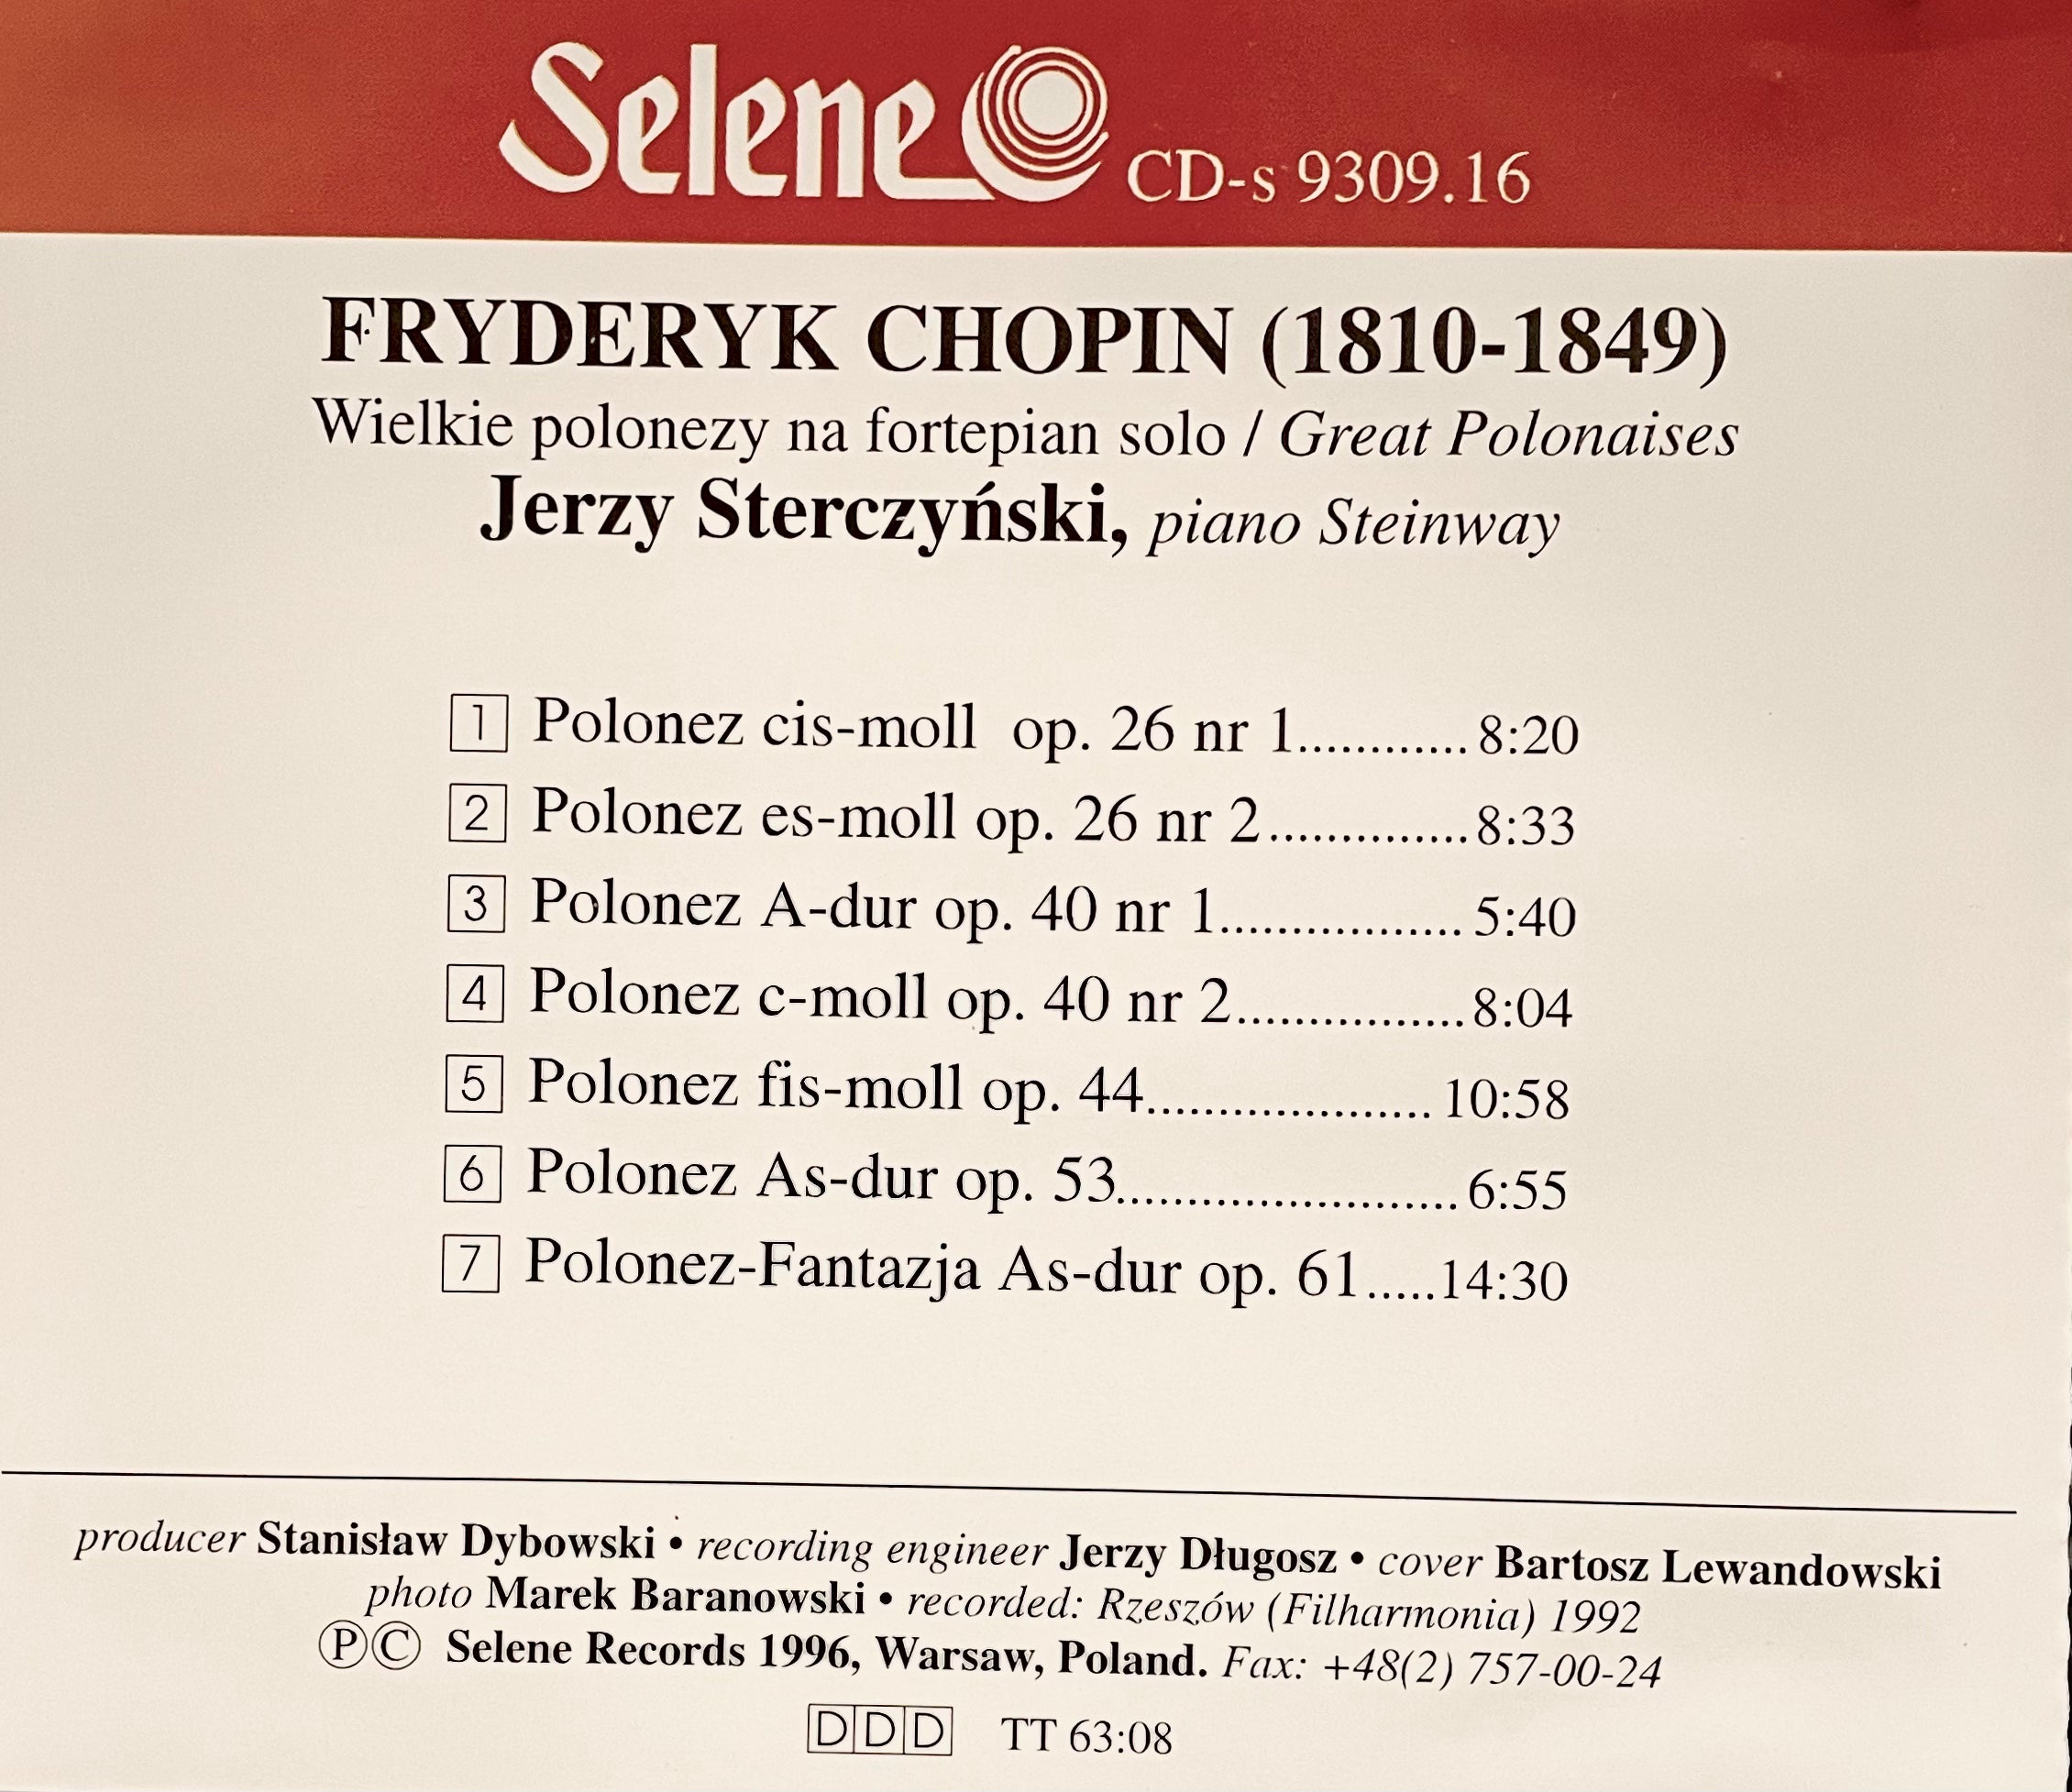 Selene CD-s 9309.16
FRYDERYK CHOPIN (1810-1849)
Wielkie polonezy na fortepian solo / Great Polonaises
Jerzy Sterczyński, piano Steinway
1 Polonez cis-moll op. 26 nr 1............8:20
2 Polonez es-moll op. 26 nr 2..............8:33
3 Polonez A-dur op. 40 nr 1.................5:40
4 Polonez c-moll op. 40 nr 2................8:04
5 Polonez fis-moll op. 44....................10:58
6 Polonez As-dur op. 53........................6:55
7 Polonez-Fantazja As-dur op. 61.....14:30
producer Stanisław Dybowski • recording engineer Jerzy Długosz • cover Bartosz Lewandowski
photo Marek Baranowski • recorded: Rzeszów (Filharmonia) 1992
Ⓟ© Selene Records 1996, Warsaw, Poland. Fax: +48(2) 757-00-24
DDD TT 63:08